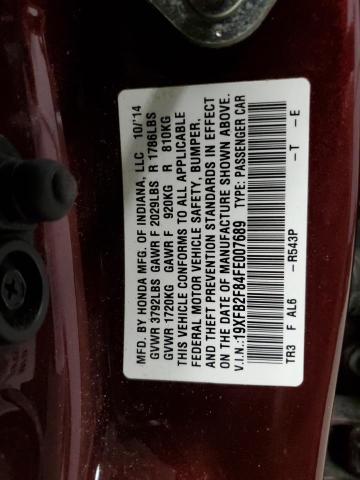 MFD. BY HONDA MFG. OF INDIANA, LLC 10/'14
GVWR 3792LBS GAWR F 2029LBS R 1786LBS
GVWR 1720KG GAWR F 920KG R 810KG
THIS VEHICLE CONFORMS TO ALL APPLICABLE
FEDERAL MOTOR VEHICLE SAFETY, BUMPER,
AND THEFT PREVENTION STANDARDS IN EFFECT
ON THE DATE OF MANUFACTURE SHOWN ABOVE.
V.I.N.:19XFB2F84FE007689 TYPE: PASSENGER CAR
TR3 F AL6 -R543P -T -E